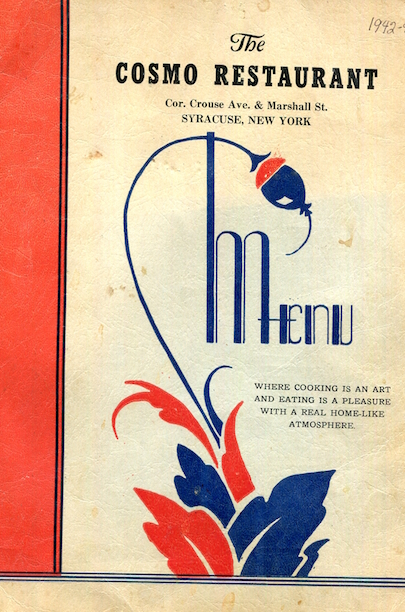 1942-
The
COSMO RESTAURANT
Cor. Crouse Ave. & Marshall St.
SYRACUSE, NEW YORK
MENU
WHERE COOKING IS AN ART
AND EATING IS A PLEASURE
WITH A REAL HOME-LIKE
ATMOSPHERE.